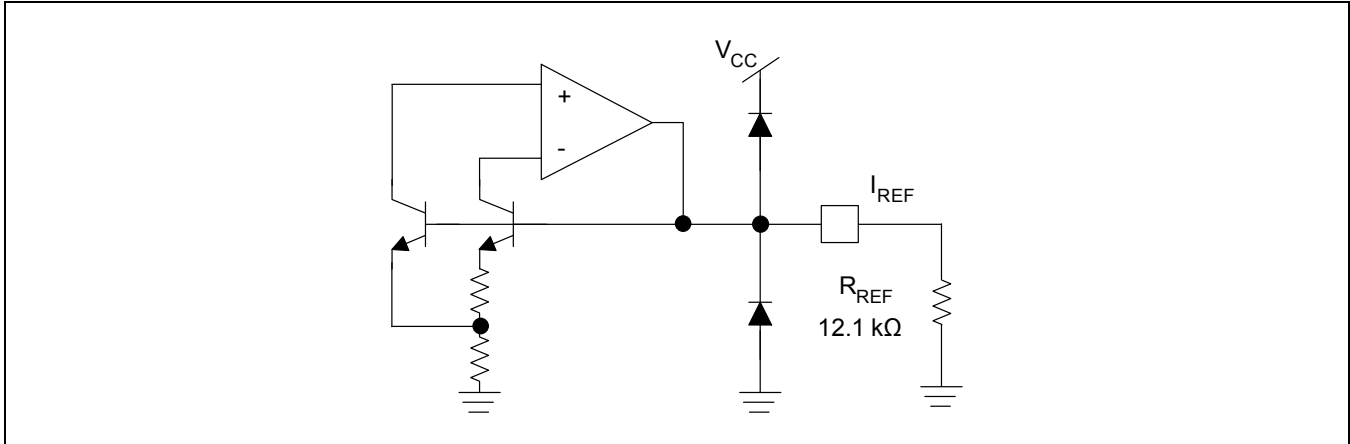 V_CC
+
-
I_REF
R_REF
12.1 kΩ